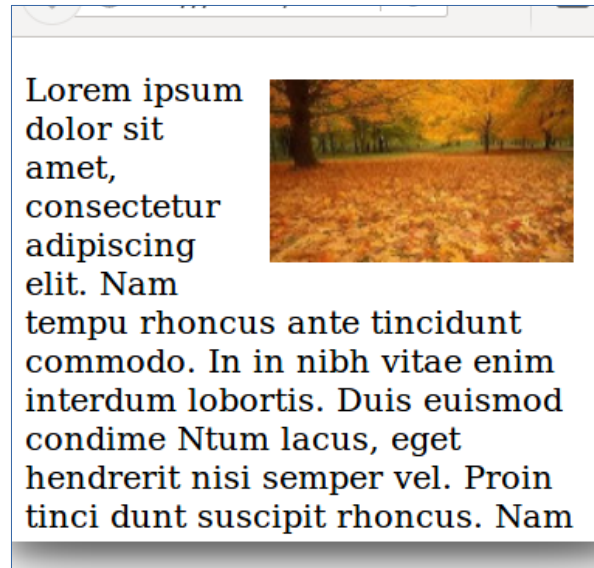 Lorem ipsum
dolor sit
amet,
consectetur
adipiscing
elit. Nam
tempu rhoncus ante tincidunt
commodo. In in nibh vitae enim
interdum lobortis. Duis euismod
condime Ntum lacus, eget
hendrerit nisi semper vel. Proin
tinci dunt suscipit rhoncus. Nam